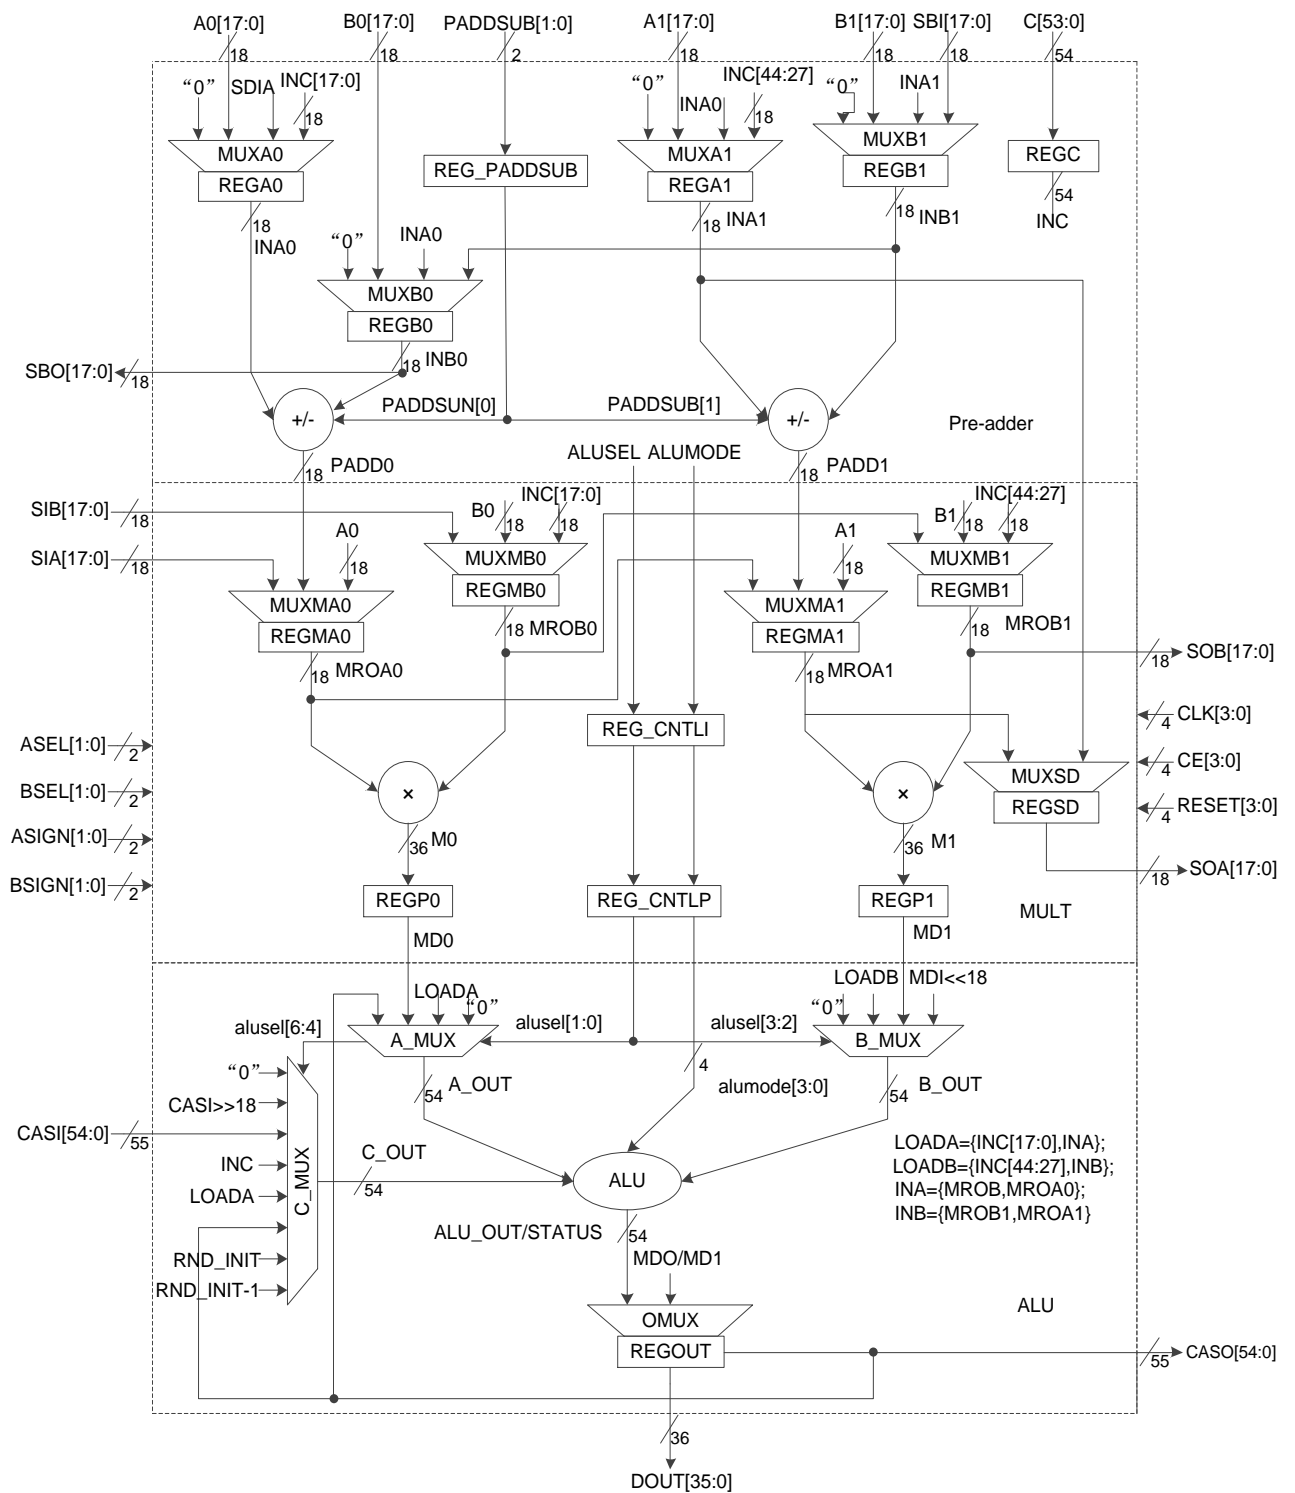 A0[17:0] B0[17:0] PADDSUB[1:0] A1[17:0] B1[17:0] SBI[17:0] C[53:0]
18 18 2 18 18 18 54
“0” SDIA INC[17:0] “0” INA0 INC[44:27] “0” INA1
18 18
MUXA0 REG_PADDSUB MUXA1 MUXB1 REGC
REGA0 REGA1 REGB1
18 18 INA1 18 INB1 54
INA0 INC
“0” INA0
MUXB0
REGB0
18 INB0
SBO[17:0] 18
PADDSUN[0] PADDSUB[1]
+/- +/- Pre-adder
ALUSEL ALUMODE
18 PADD0 18 PADD1
SIB[17:0] 18 B0 18 INC[17:0] 18 B1 18 INC[44:27] 18
SIA[17:0] 18 A0 18 MUXMB0 A1 18 MUXMB1
REGMB0 REGMB1
MUXMA0 MUXMA1
REGMA0 18 MROB0 REGMA1 18 MROB1
18 MROA0 18 MROA1 18 SOB[17:0]
REG_CNTLI 4 CLK[3:0]
ASEL[1:0] 2 4 CE[3:0]
BSEL[1:0] 2 × × MUXSD
REGSD 4 RESET[3:0]
ASIGN[1:0] 2 36 M0 36 M1
BSIGN[1:0] 2 18 SOA[17:0]
REGP0 REG_CNTLP REGP1 MULT
MD0 MD1
LOADA “0” “0” LOADB MDI<<18
alusel[6:4] A_MUX alusel[1:0] alusel[3:2] B_MUX
“0” 54 A_OUT 4 alumode[3:0] 54 B_OUT
CASI>>18
CASI[54:0] 55
INC
LOADA
RND_INIT
RND_INIT-1
C_MUX
C_OUT
54
ALU
LOADA={INC[17:0],INA};
LOADB={INC[44:27],INB};
INA={MROB,MROA0};
INB={MROB1,MROA1}
ALU_OUT/STATUS 54
MDO/MD1
OMUX ALU
REGOUT 55 CASO[54:0]
36
DOUT[35:0]